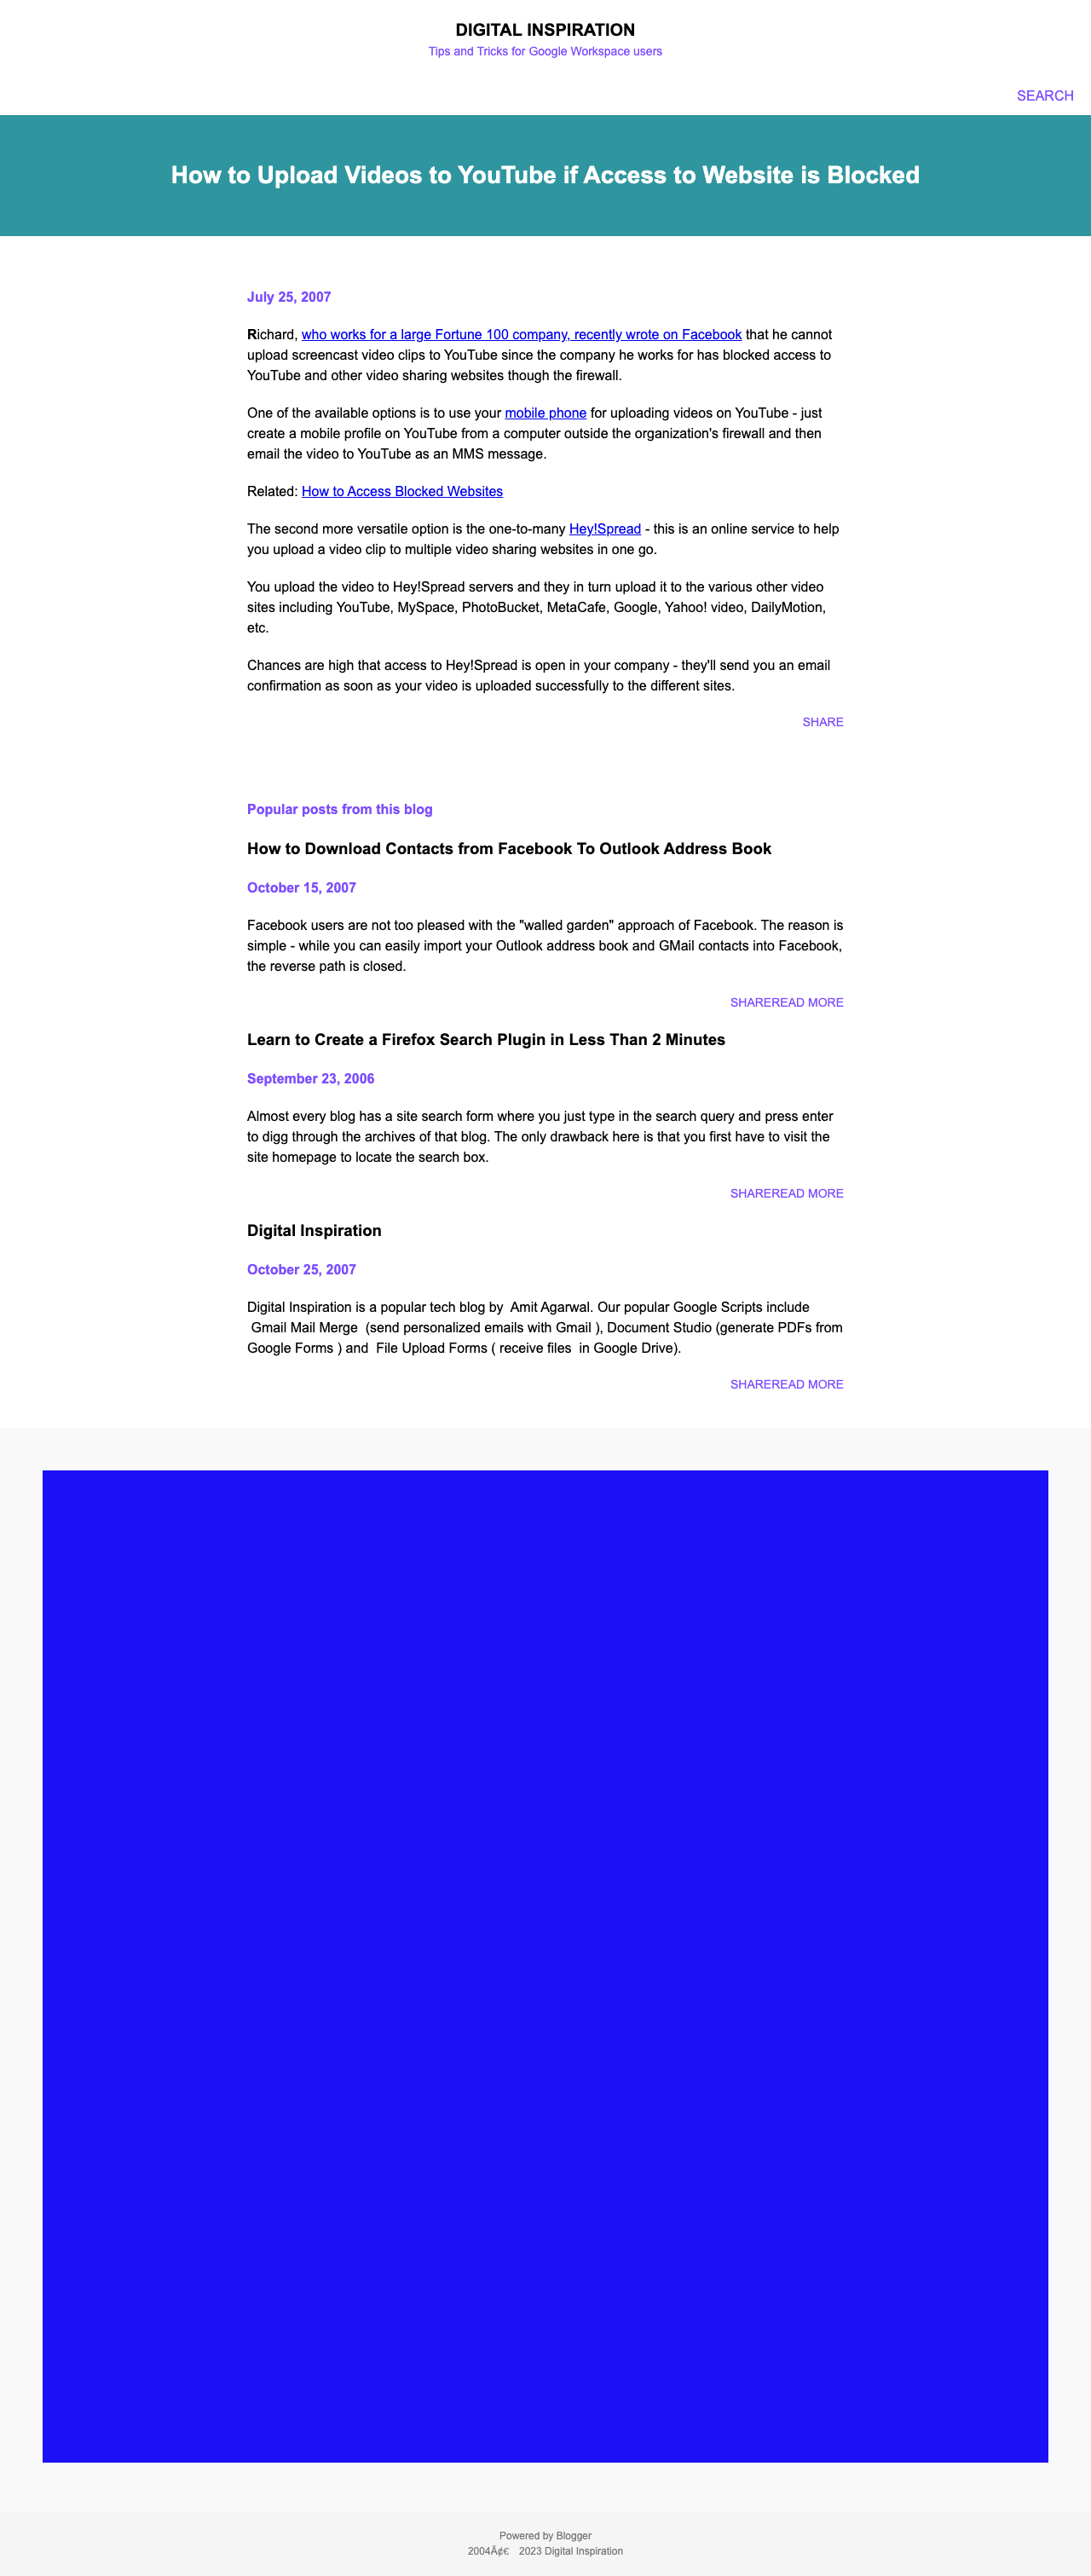 DIGITAL INSPIRATION
Tips and Tricks for Google Workspace users
SEARCH
How to Upload Videos to YouTube if Access to Website is Blocked
July 25, 2007
Richard, who works for a large Fortune 100 company, recently wrote on Facebook that he cannot
upload screencast video clips to YouTube since the company he works for has blocked access to
YouTube and other video sharing websites though the firewall.
One of the available options is to use your mobile phone for uploading videos on YouTube - just
create a mobile profile on YouTube from a computer outside the organization's firewall and then
email the video to YouTube as an MMS message.
Related: How to Access Blocked Websites
The second more versatile option is the one-to-many Hey!Spread - this is an online service to help
you upload a video clip to multiple video sharing websites in one go.
You upload the video to Hey!Spread servers and they in turn upload it to the various other video
sites including YouTube, MySpace, PhotoBucket, MetaCafe, Google, Yahoo! video, DailyMotion,
etc.
Chances are high that access to Hey!Spread is open in your company - they'll send you an email
confirmation as soon as your video is uploaded successfully to the different sites.
SHARE
Popular posts from this blog
How to Download Contacts from Facebook To Outlook Address Book
October 15, 2007
Facebook users are not too pleased with the "walled garden" approach of Facebook. The reason is
simple - while you can easily import your Outlook address book and GMail contacts into Facebook,
the reverse path is closed.
SHAREREAD MORE
Learn to Create a Firefox Search Plugin in Less Than 2 Minutes
September 23, 2006
Almost every blog has a site search form where you just type in the search query and press enter
to digg through the archives of that blog. The only drawback here is that you first have to visit the
site homepage to locate the search box.
SHAREREAD MORE
Digital Inspiration
October 25, 2007
Digital Inspiration is a popular tech blog by  Amit Agarwal. Our popular Google Scripts include
Gmail Mail Merge  (send personalized emails with Gmail ), Document Studio (generate PDFs from
Google Forms ) and  File Upload Forms ( receive files  in Google Drive).
SHAREREAD MORE
Powered by Blogger
2004Ã¢€ 2023 Digital Inspiration